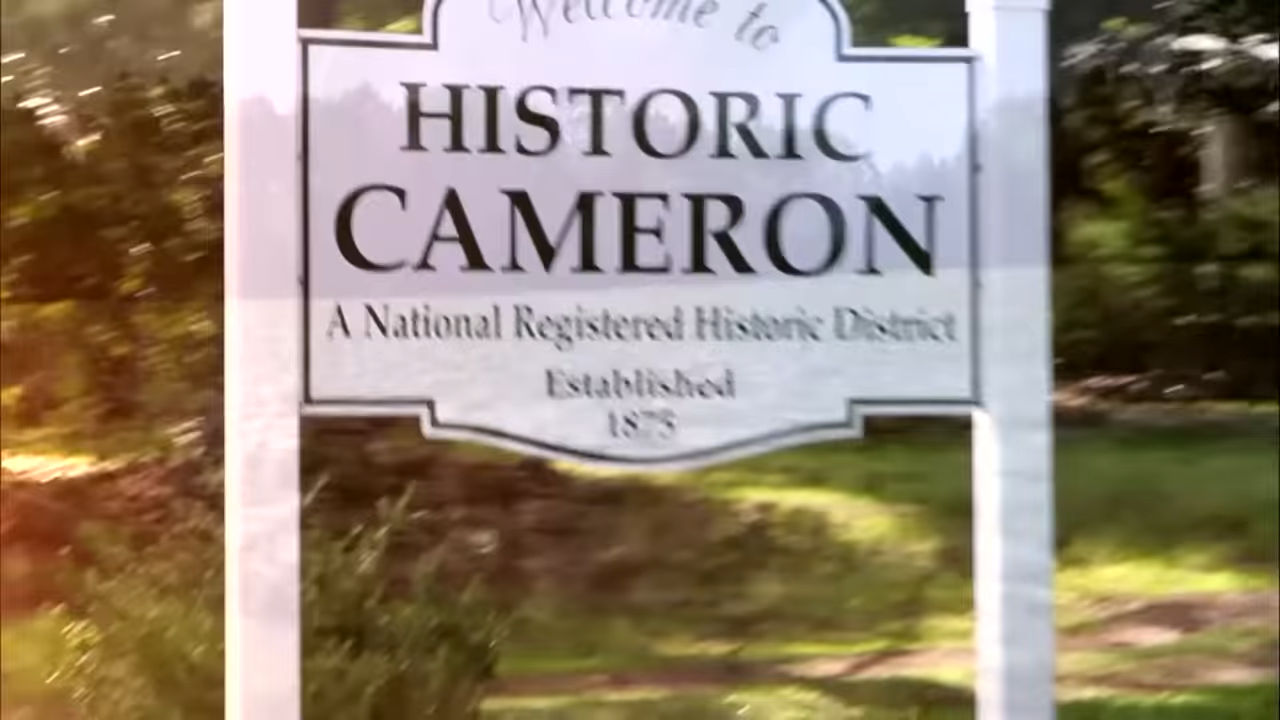 Welcome to
HISTORIC
CAMERON
A National Registered Historic District
Established
1875